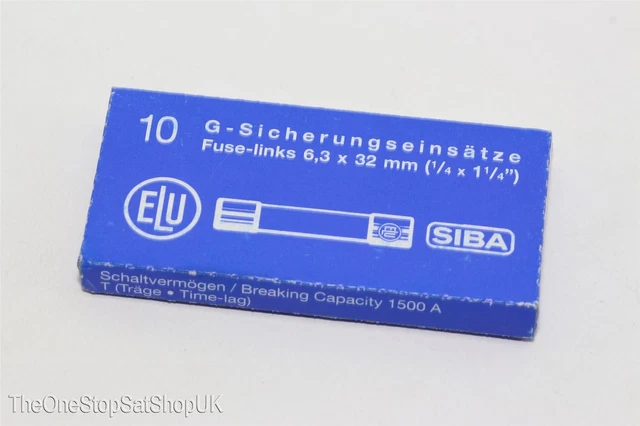 10 G-Sicherungseinsätze
Fuse-links 6,3 x 32 mm (1/4 x 1 1/4")
ELU
SIBA
Schaltvermögen / Breaking Capacity 1500 A
T (Träge • Time-lag)
TheOneStopSatShopUK